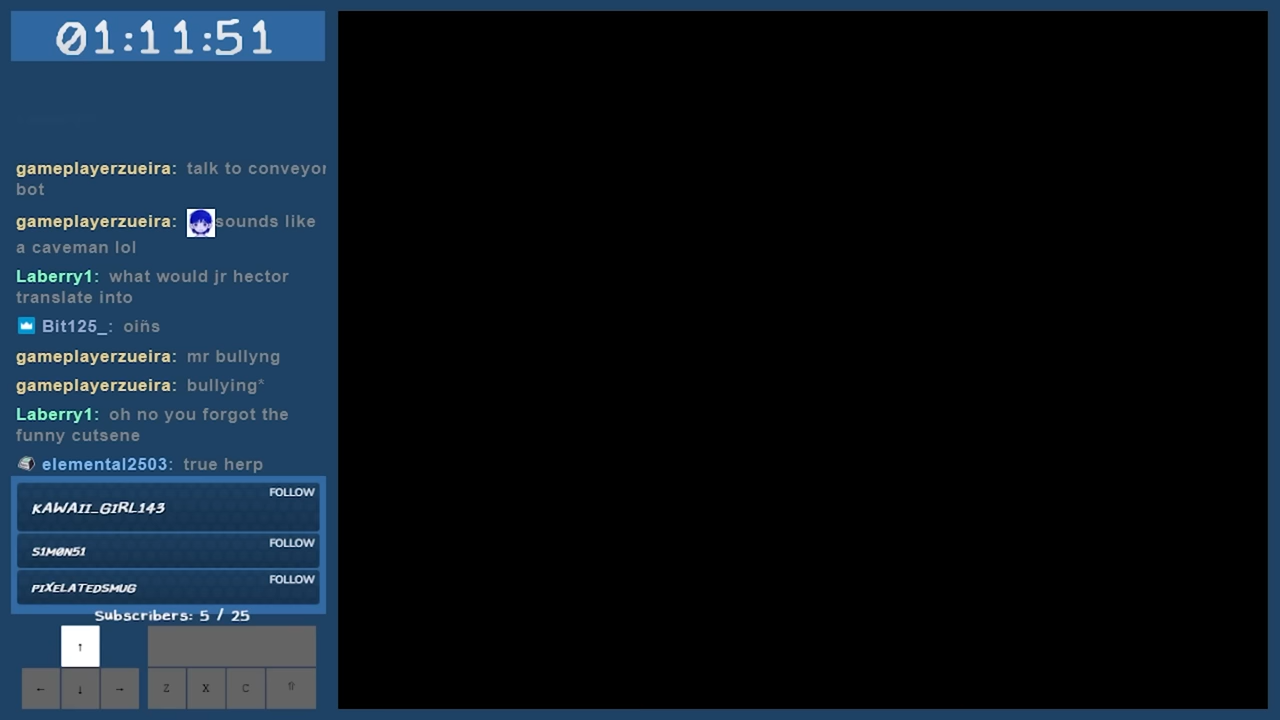 01:11:51
gameplayerzueira: talk to conveyor
bot
gameplayerzueira: sounds like
a caveman lol
Laberry1: what would jr hector
translate into
Bit125_: oiñs
gameplayerzueira: mr bullyng
gameplayerzueira: bullying*
Laberry1: oh no you forgot the
funny cutsene
elemental2503: true herp
FOLLOW
KAWAII_GIRL143
FOLLOW
S1M0N51
FOLLOW
PIXELATEDSMUG
Subscribers: 5 / 25
↑
← ↓ → Z X C ⇧